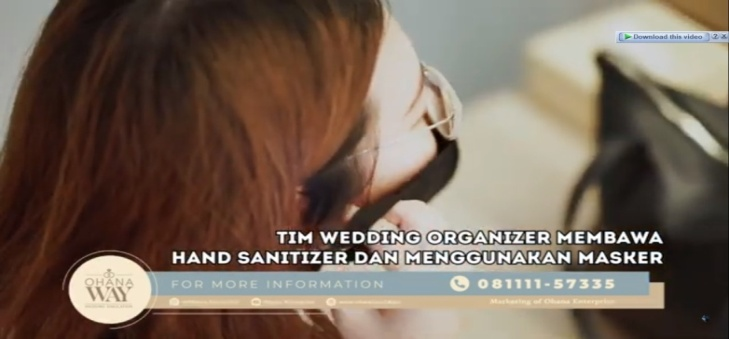 Download this video
TIM WEDDING ORGANIZER MEMBAWA
HAND SANITIZER DAN MENGGUNAKAN MASKER
OHANA
WAY
FOR MORE INFORMATION
081111-57335
Marketing of Ohana Enterprise